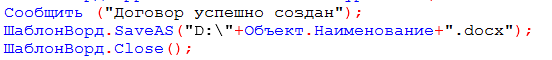 Сообщить ("Договор успешно создан");
ШаблонВорд.SaveAS("D:\"+Объект.Наименование+".docx");
ШаблонВорд.Close();